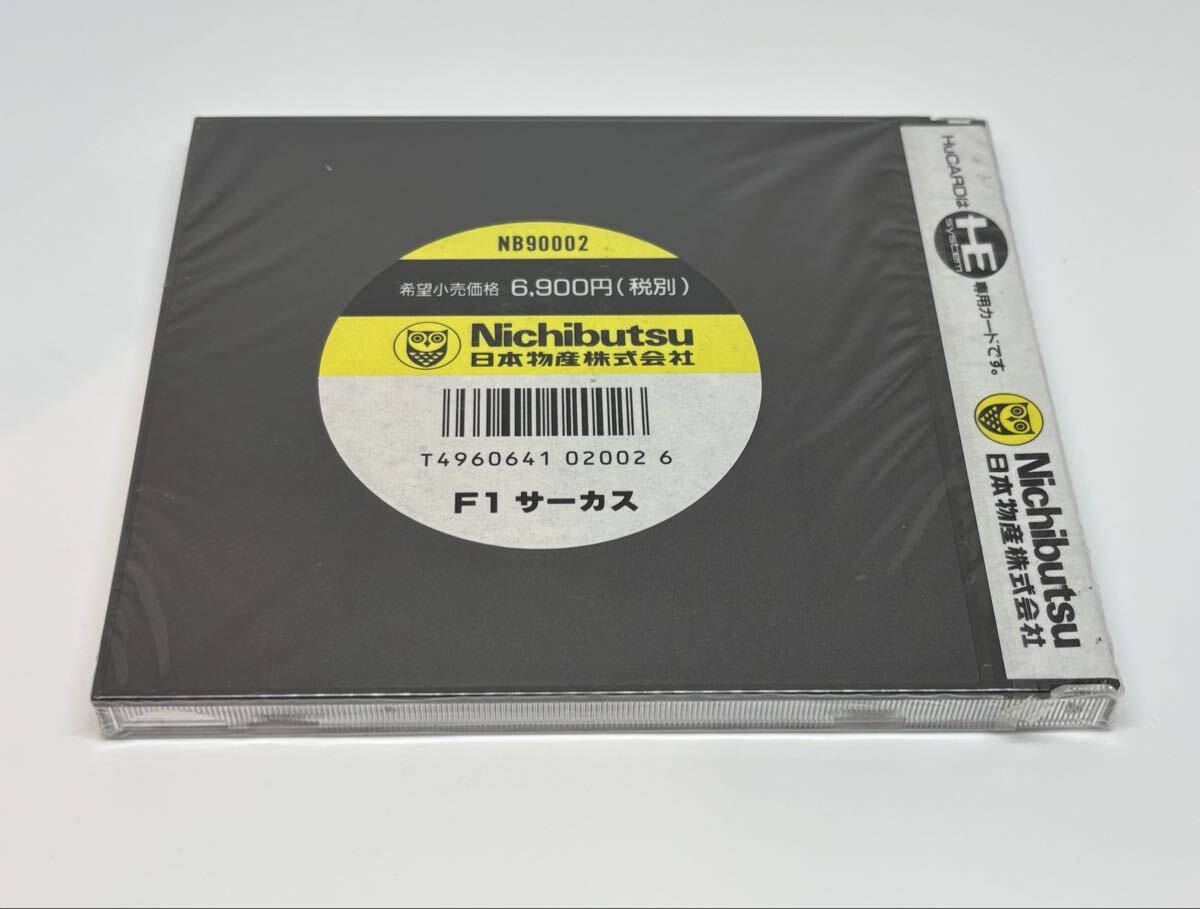 NB90002
希望小売価格 6,900円(税別)
Nichibutsu
日本物産株式会社
T4960641 02002 6
F1 サーカス
HuCARDは
HE
system
専用カードです。
Nichibutsu
日本物産株式会社